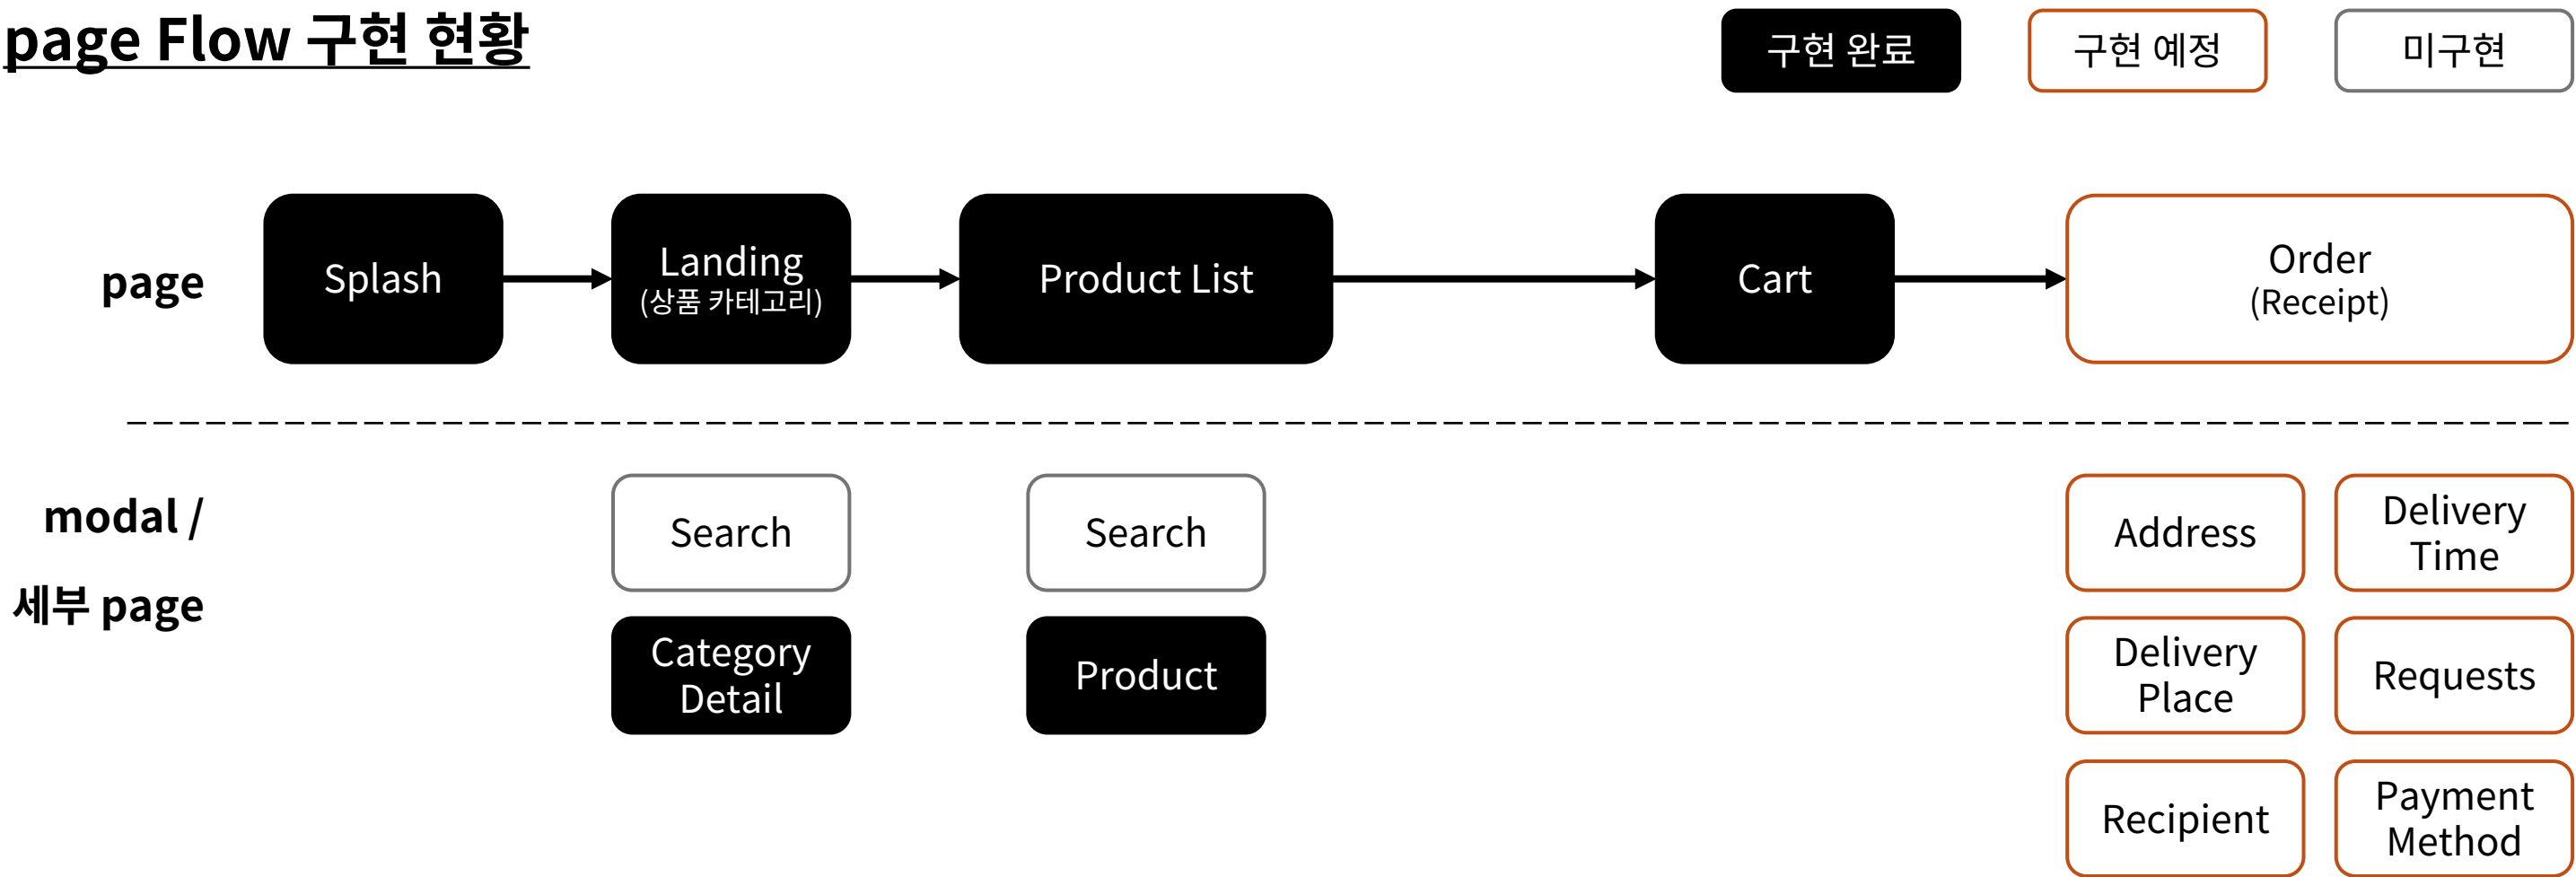 page Flow 구현 현황
구현 완료
구현 예정
미구현
page
Splash
Landing
(상품 카테고리)
Product List
Cart
Order
(Receipt)
modal /
세부 page
Search
Category
Detail
Search
Product
Address
Delivery
Time
Delivery
Place
Requests
Recipient
Payment
Method